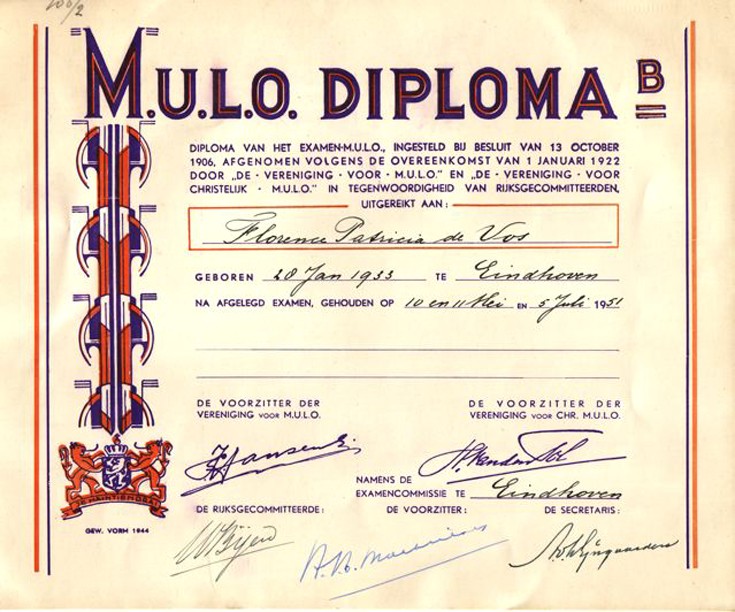 200/2
M.U.L.O. DIPLOMA B
DIPLOMA VAN HET EXAMEN-M.U.L.O., INGESTELD BIJ BESLUIT VAN 13 OCTOBER
1906, AFGENOMEN VOLGENS DE OVEREENKOMST VAN 1 JANUARI 1922
DOOR „DE · VERENIGING · VOOR · M.U.L.O.” EN „DE · VERENIGING · VOOR
CHRISTELIJK · M.U.L.O.” IN TEGENWOORDIGHEID VAN RIJKSGECOMMITTEERDEN,
UITGEREIKT AAN:
Florence Patricia de Vos
GEBOREN 20 Jan 1933 TE Eindhoven
NA AFGELEGD EXAMEN, GEHOUDEN OP 10 en 11 Mei EN 5 Juli 1951
DE VOORZITTER DER
VERENIGING VOOR M.U.L.O.
DE VOORZITTER DER
VERENIGING VOOR CHR. M.U.L.O.
NAMENS DE
EXAMENCOMMISSIE TE Eindhoven
DE RIJKSGECOMMITTEERDE:
DE VOORZITTER:
DE SECRETARIS:
JE MAINTIENDRAI
GEW. VORM 1944